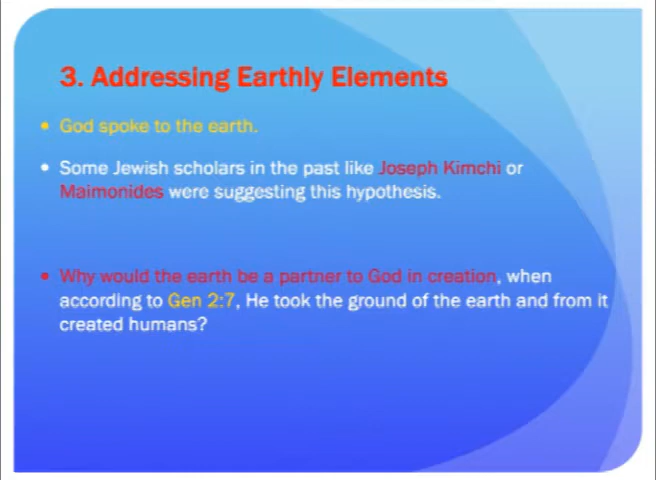 3. Addressing Earthly Elements
• God spoke to the earth.
• Some Jewish scholars in the past like Joseph Kimchi or
Maimonides were suggesting this hypothesis.
• Why would the earth be a partner to God in creation, when
according to Gen 2:7, He took the ground of the earth and from it
created humans?